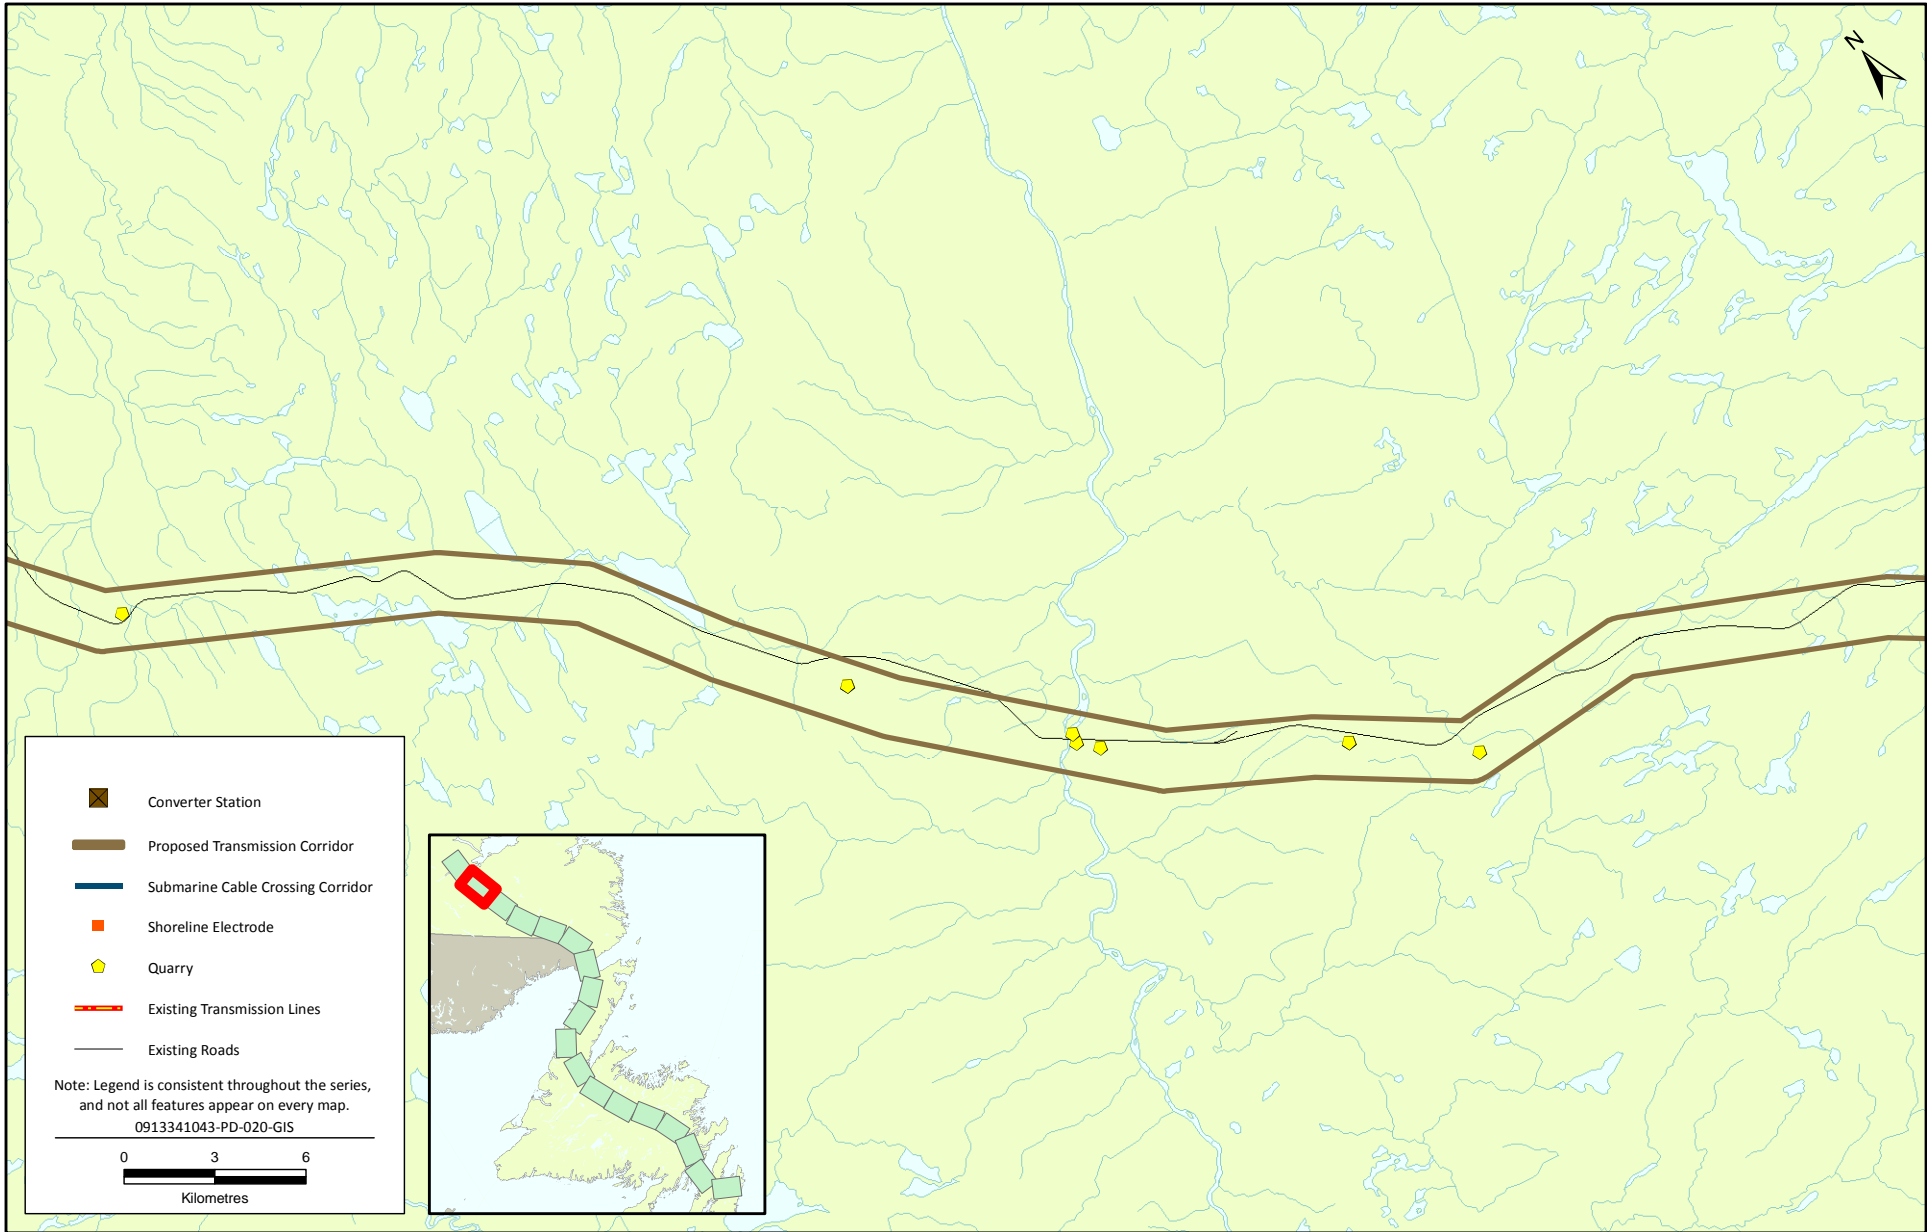 N
Converter Station
Proposed Transmission Corridor
Submarine Cable Crossing Corridor
Shoreline Electrode
Quarry
Existing Transmission Lines
Existing Roads
Note: Legend is consistent throughout the series,
and not all features appear on every map.
0913341043-PD-020-GIS
0 3 6
Kilometres